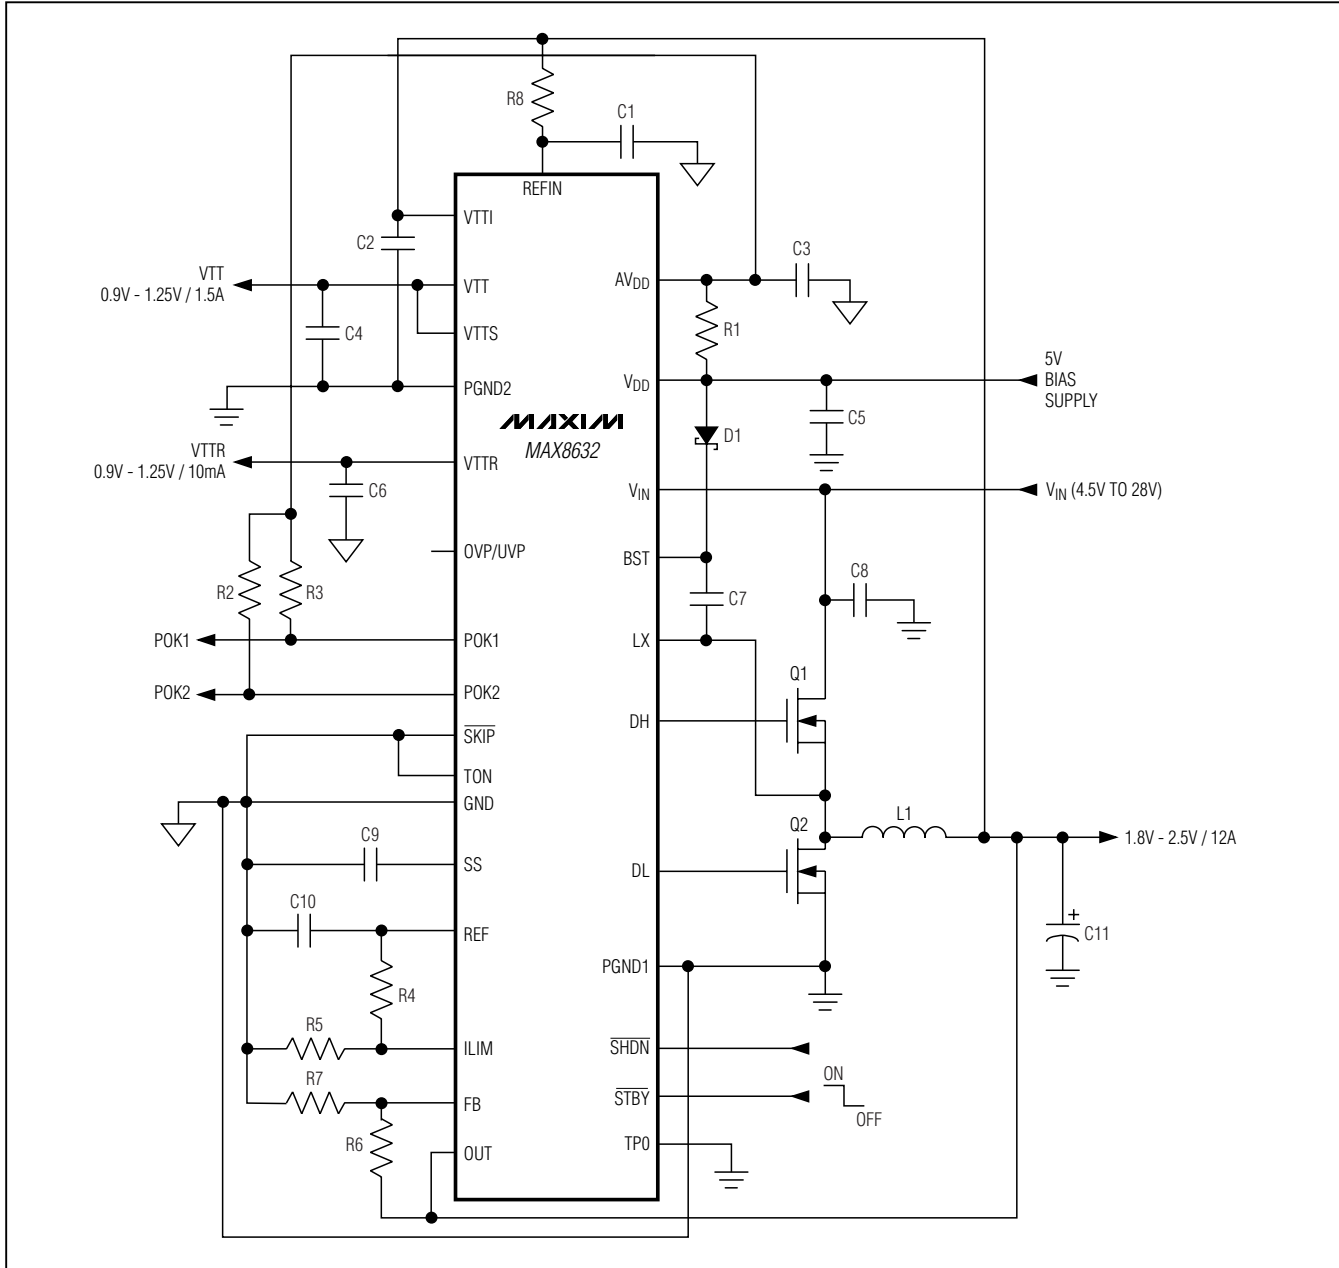 R8
C1
REFIN
VTTI
C2
C3
VTT
0.9V - 1.25V / 1.5A
VTT
AVDD
C4
R1
VTTS
5V
BIAS
SUPPLY
PGND2
VDD
C5
MAXIM
MAX8632
D1
VTTR
0.9V - 1.25V / 10mA
VTTR
C6
VIN
VIN (4.5V TO 28V)
OVP/UVP
BST
R2
R3
C7
C8
POK1
POK1
LX
Q1
POK2
POK2
DH
SKIP
TON
GND
L1
C9
Q2
1.8V - 2.5V / 12A
SS
DL
C10
REF
C11
PGND1
R4
R5
ILIM
SHDN
ON
R7
FB
STBY
OFF
R6
OUT
TP0